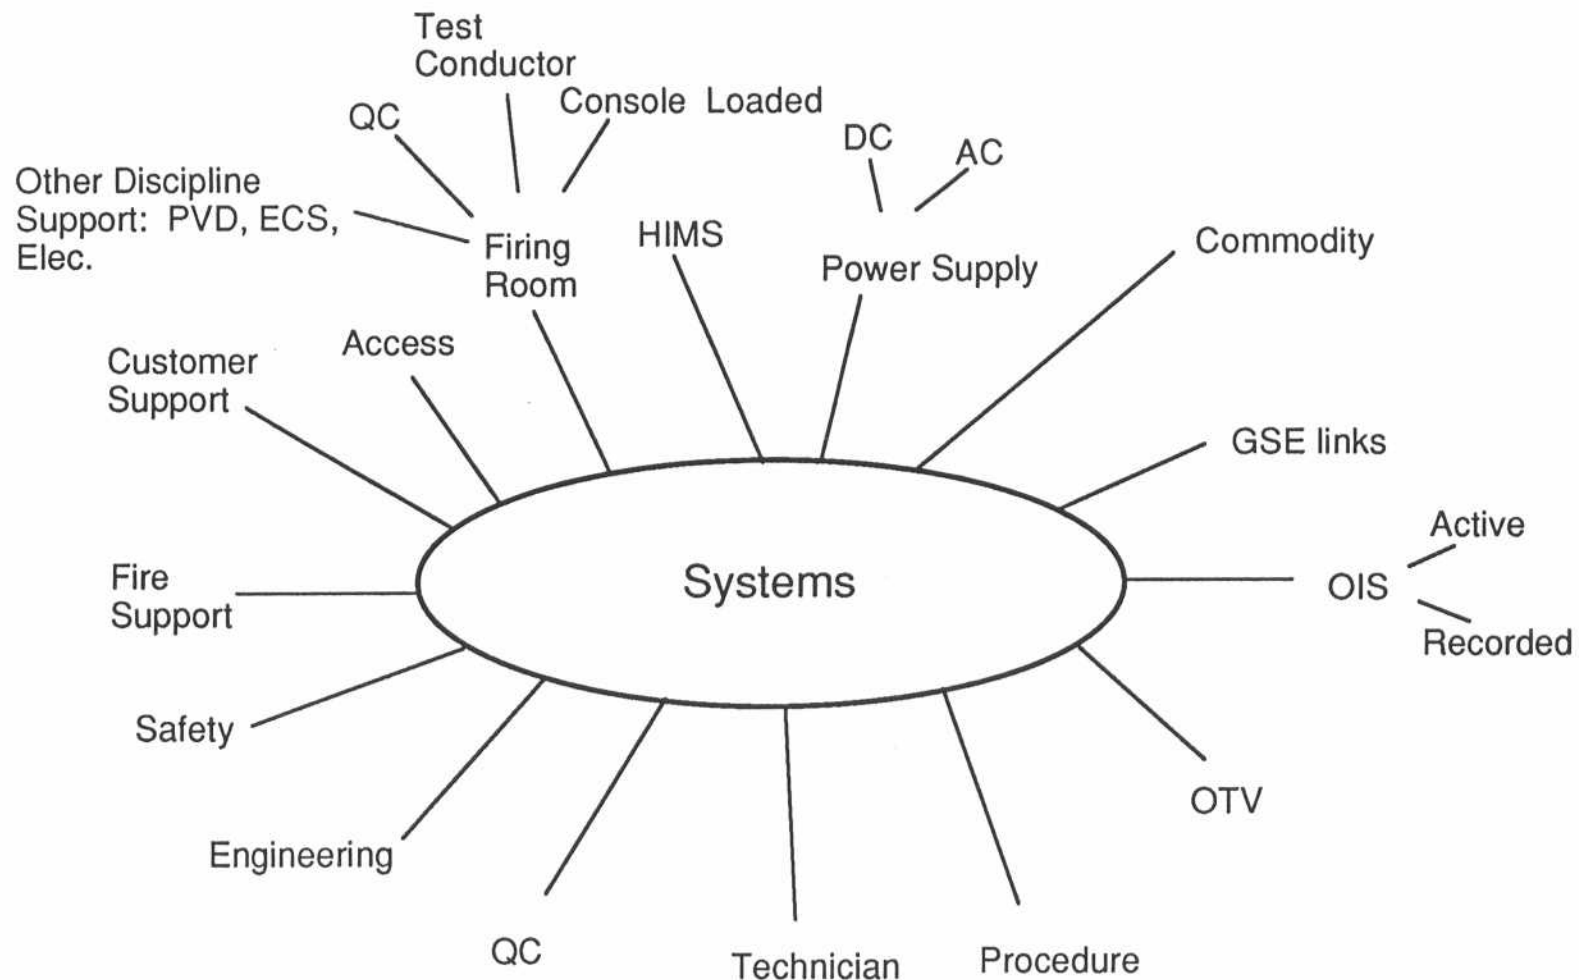 Test
Conductor
Console Loaded
QC
DC
AC
Other Discipline
Support: PVD, ECS,
Elec.
Firing
Room
HIMS
Power Supply
Commodity
Access
Customer
Support
GSE links
Active
OIS
Recorded
Systems
Fire
Support
Safety
OTV
Engineering
QC
Technician
Procedure